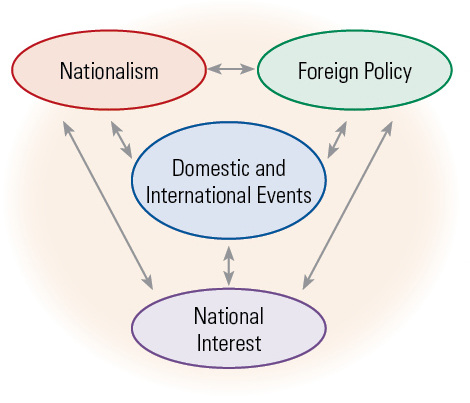 Nationalism
Foreign Policy
Domestic and
International Events
National
Interest